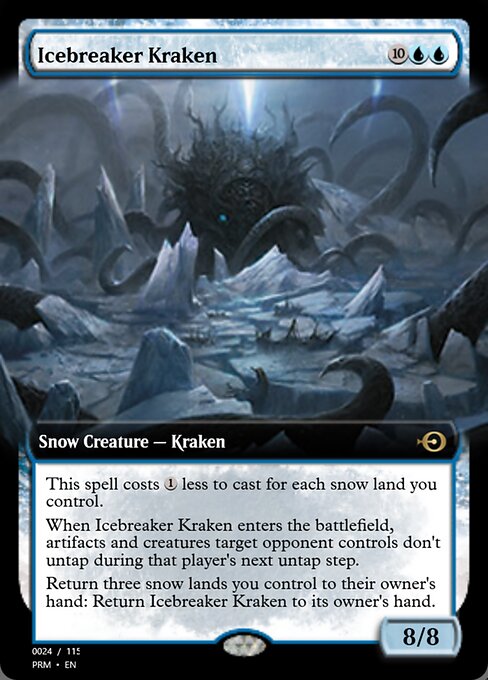 Icebreaker Kraken 10
Snow Creature — Kraken
This spell costs 1 less to cast for each snow land you
control.
When Icebreaker Kraken enters the battlefield,
artifacts and creatures target opponent controls don't
untap during that player's next untap step.
Return three snow lands you control to their owner's
hand: Return Icebreaker Kraken to its owner's hand.
8/8
0024 / 115
PRM • EN